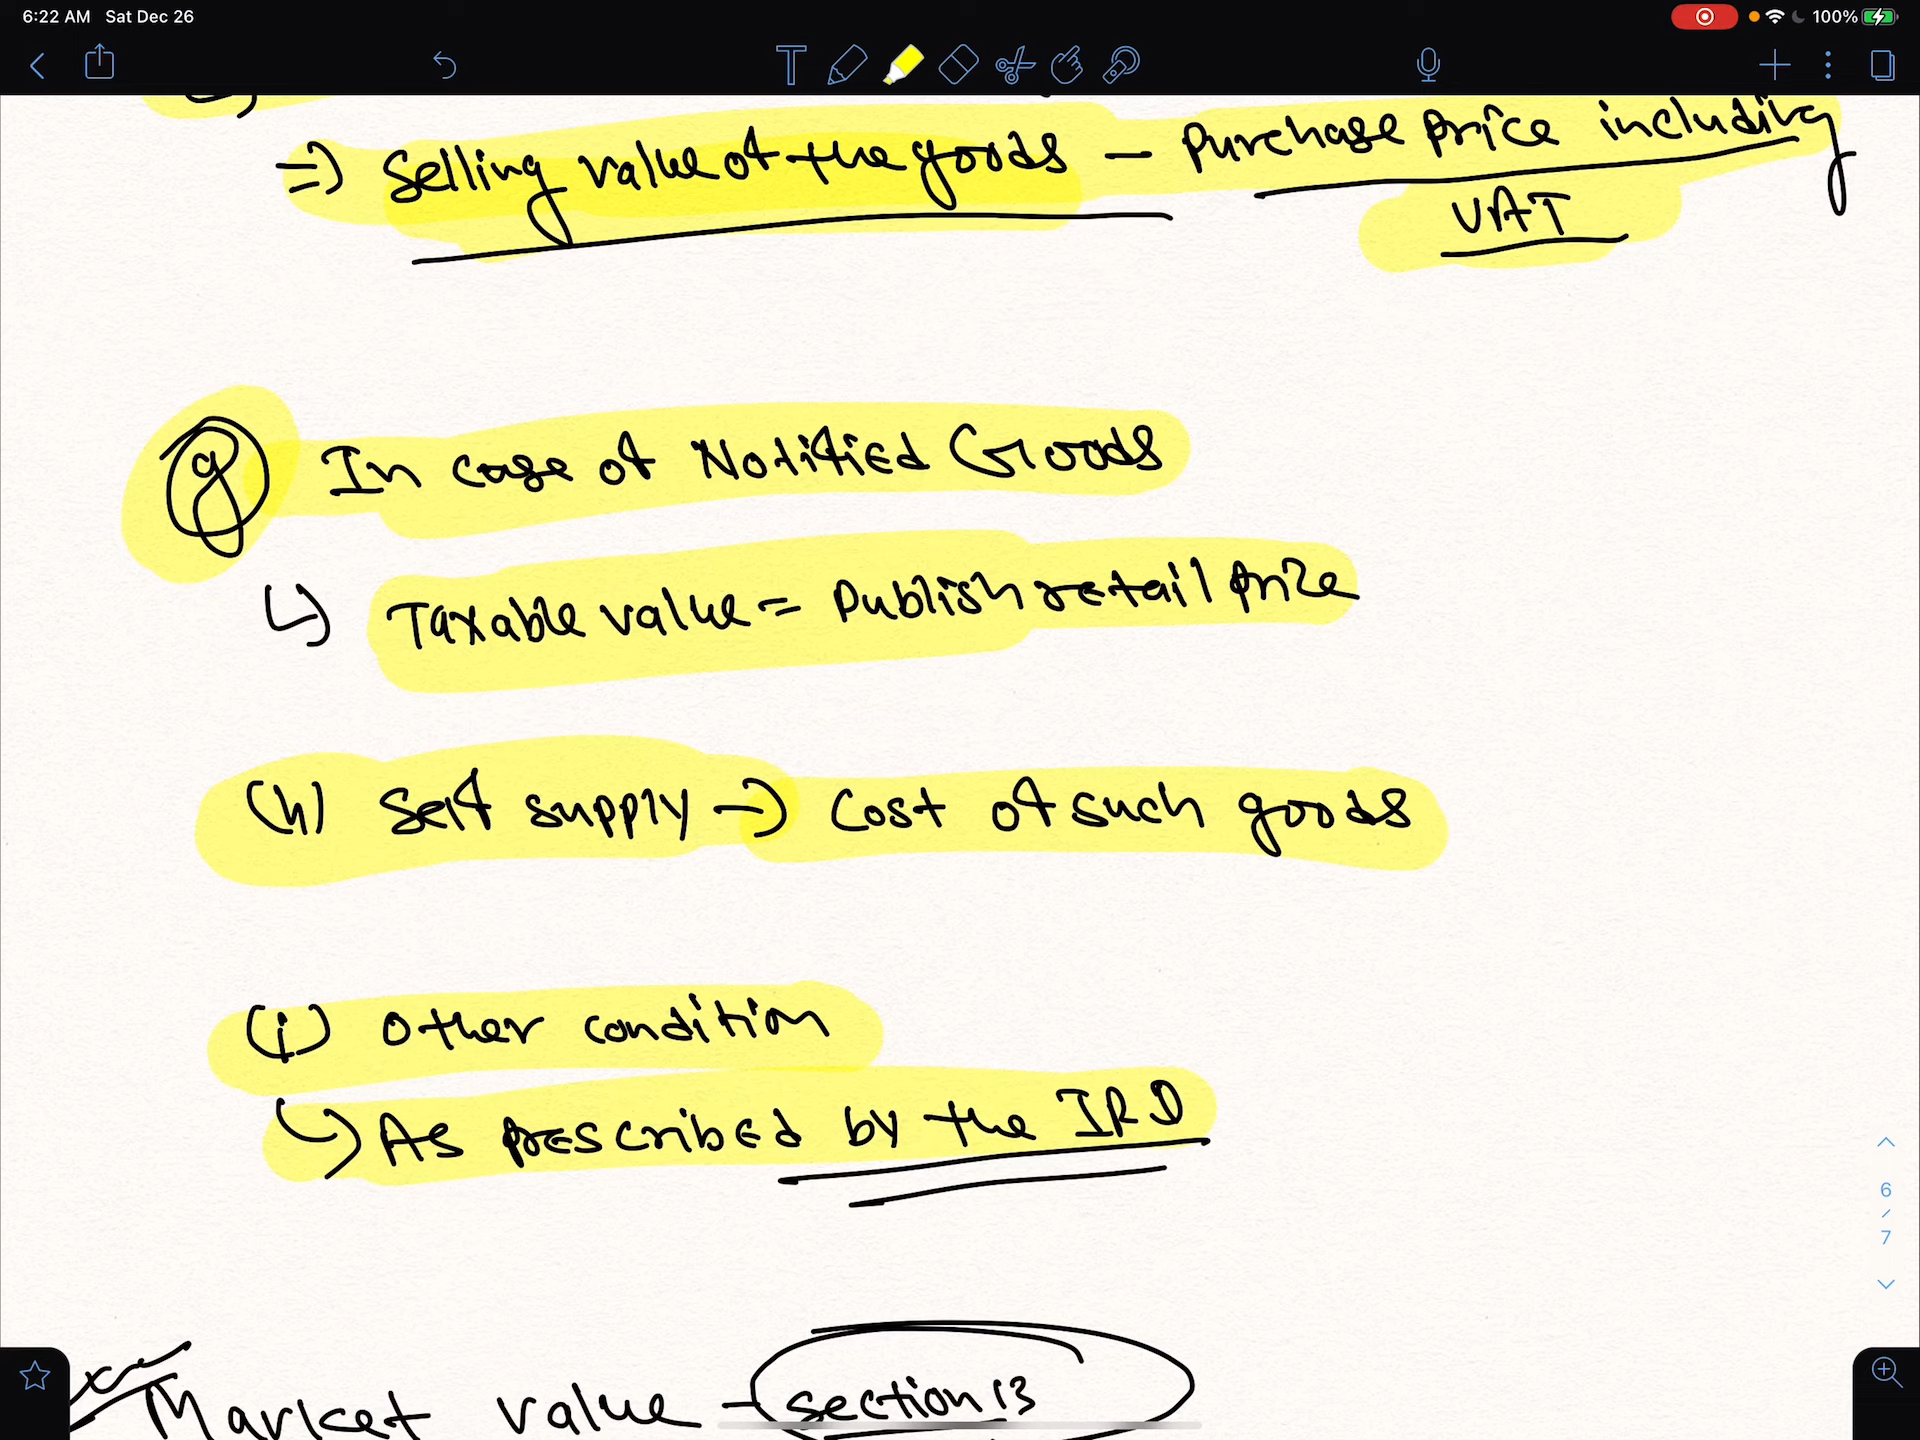 6:22 AM Sat Dec 26
100%
=> Selling value of the goods - Purchase price including
VAT
g In case of Notified Goods
Taxable value = Publish retail price
(h) Self supply -> Cost of such goods
(i) Other condition
As prescribed by the IRD
6
7
Market value - section 13